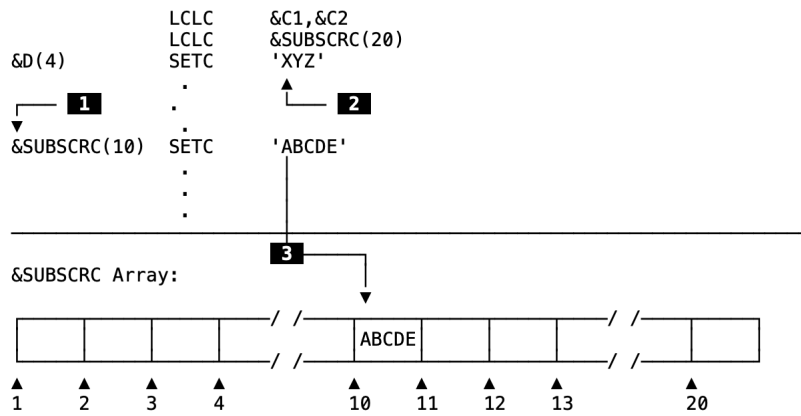 LCLC &C1,&C2
LCLC &SUBSCRC(20)
&D(4) SETC 'XYZ'
.
1 . 2
.
&SUBSCRC(10) SETC 'ABCDE'
.
.
.
3
&SUBSCRC Array:
/ / / /
ABCDE
/ / / /
1 2 3 4 10 11 12 13 20